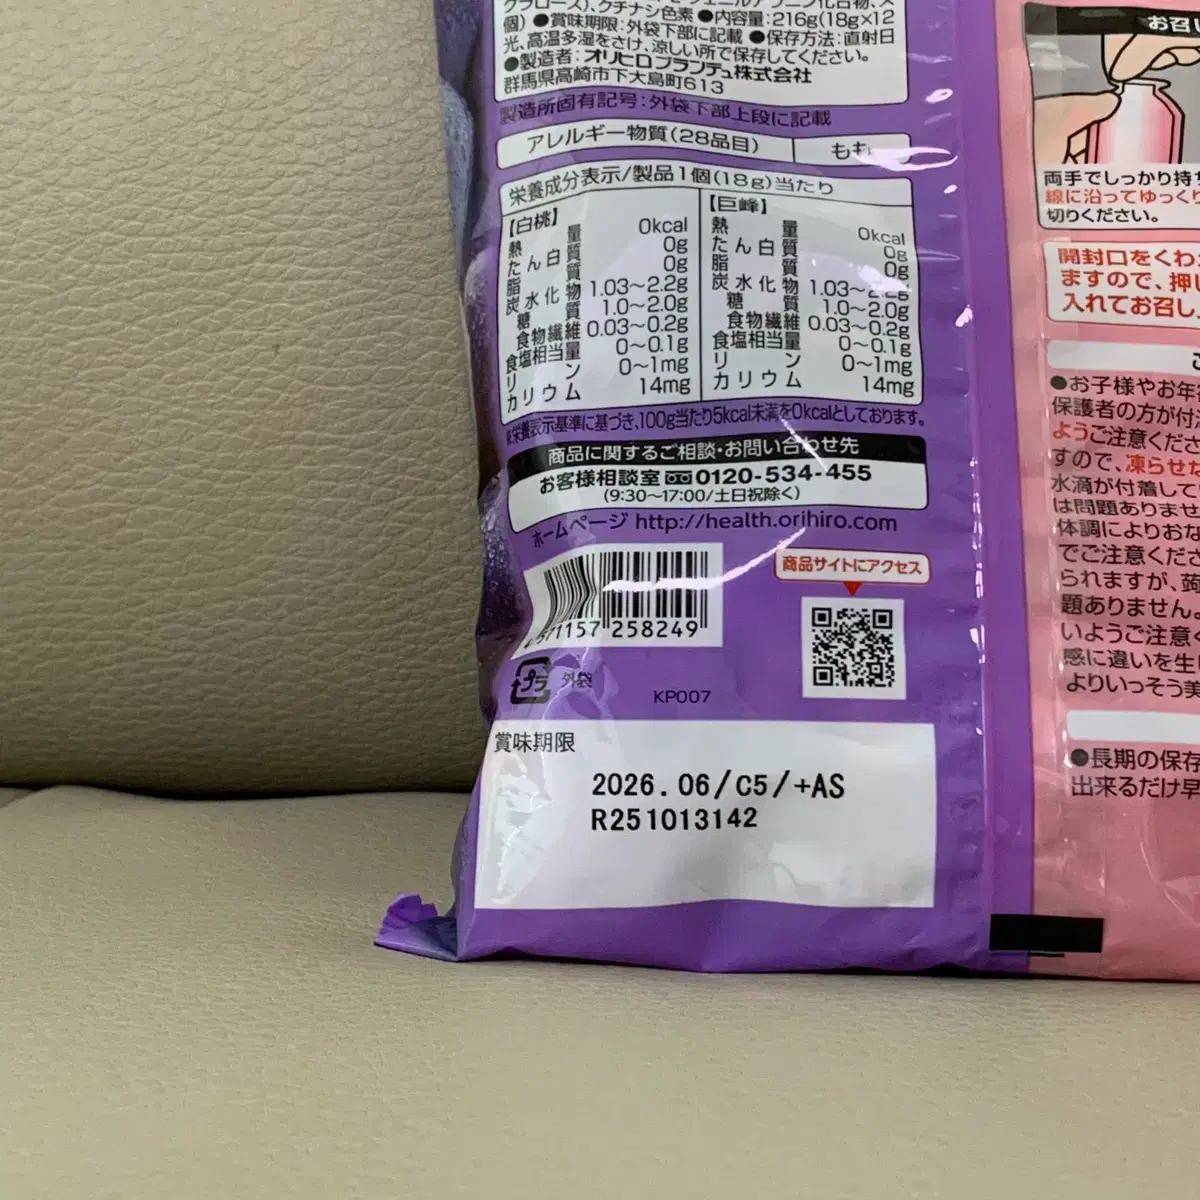 個)●賞味期限:外袋下部に記載●保存方法:直射日
光、高温多湿をさけ、涼しい所で保存してください。
●製造者:オリヒロプランデュ株式会社
群馬県高崎市下大島町613
製造所固有記号:外袋下部上段に記載
アレルギー物質(28品目) もも
栄養成分表示/製品1個(18g)当たり
【白桃】
熱量 0kcal
たん白質 0g
脂質 0g
炭水化物 1.03~2.2g
糖質 1.0~2.0g
食物繊維 0.03~0.2g
食塩相当量 0~0.1g
リン 0~1mg
カリウム 14mg
【巨峰】
熱量 0kcal
たん白質 0g
脂質 0g
炭水化物 1.03~2.2g
糖質 1.0~2.0g
食物繊維 0.03~0.2g
食塩相当量 0~0.1g
リン 0~1mg
カリウム 14mg
※栄養表示基準に基づき、100g当たり5kcal未満を0kcalとしております。
商品に関するご相談・お問い合わせ先
お客様相談室 0120-534-455
(9:30~17:00/土日祝除く)
ホームページ http://health.orihiro.com
商品サイトにアクセス
571157 258249
プラ 外袋
KP007
賞味期限
2026.06/C5/+AS
R251013142
お召し
両手でしっかり持ち
線に沿ってゆっくり
切りください。
開封口をくわ
ますので、押し
入れてお召し上
●お子様やお年
保護者の方が付
ようご注意くださ
すので、凍らせな
水滴が付着して
は問題ありませ
体調によりおな
でご注意くださ
られますが、蒟
題ありません。
いようご注意く
感に違いを生
よりいっそう美
●長期の保存
出来るだけ早